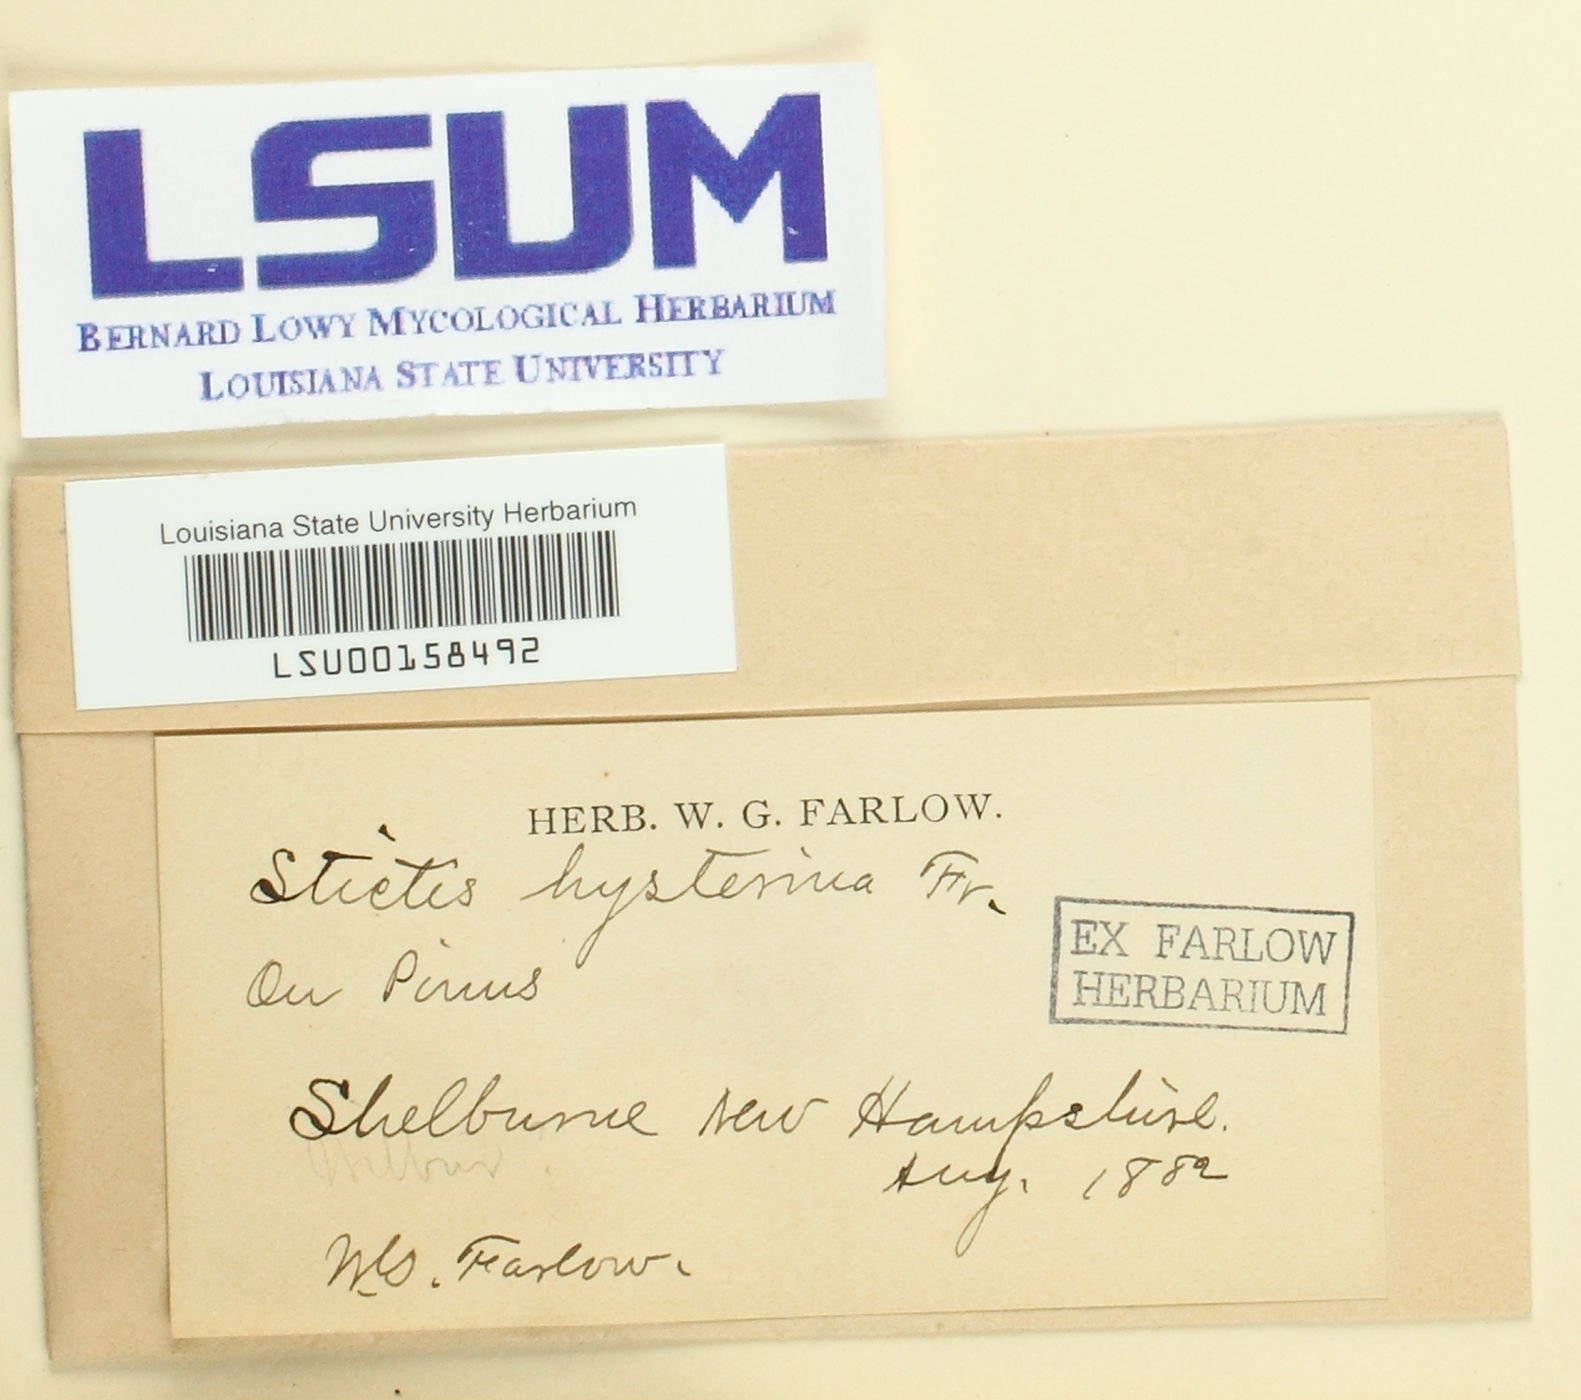 LSUM
BERNARD LOWY MYCOLOGICAL HERBARIUM
LOUISIANA STATE UNIVERSITY
Louisiana State University Herbarium
LSU00158492
HERB. W. G. FARLOW.
Stictis hysterina Fr.
On Pinus
EX FARLOW
HERBARIUM
Shelburne New Hampshire.
Aug. 1882
W.G. Farlow.